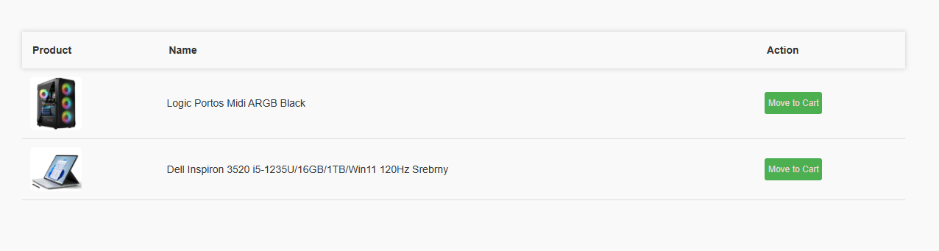 Product Name Action
Logic Portos Midi ARGB Black Move to Cart
Dell Inspiron 3520 i5-1235U/16GB/1TB/Win11 120Hz Srebrny Move to Cart